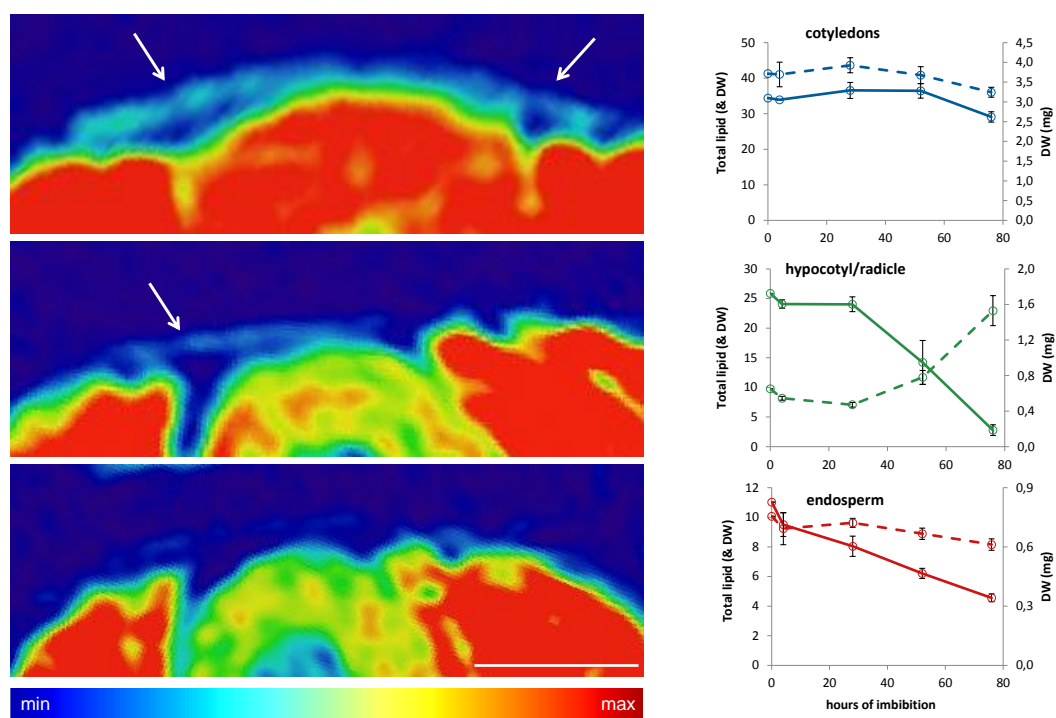 min
max
cotyledons
50
40
30
20
10
0
4,5
4,0
3,5
3,0
2,5
2,0
1,5
1,0
0,5
0,0
0 20 40 60 80
Total lipid (& DW)
DW (mg)
hypocotyl/radicle
30
25
20
15
10
5
0
2,0
1,6
1,2
0,8
0,4
0,0
0 20 40 60 80
Total lipid (& DW)
DW (mg)
endosperm
12
10
8
6
4
2
0
0,9
0,6
0,3
0,0
0 20 40 60 80
Total lipid (& DW)
DW (mg)
hours of imbibition